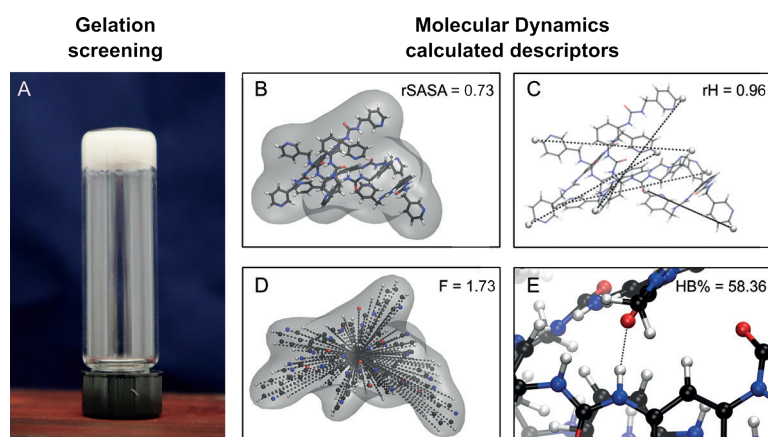 Gelation
screening
Molecular Dynamics
calculated descriptors
A
B
rSASA = 0.73
C
rH = 0.96
D
F = 1.73
E
HB% = 58.36